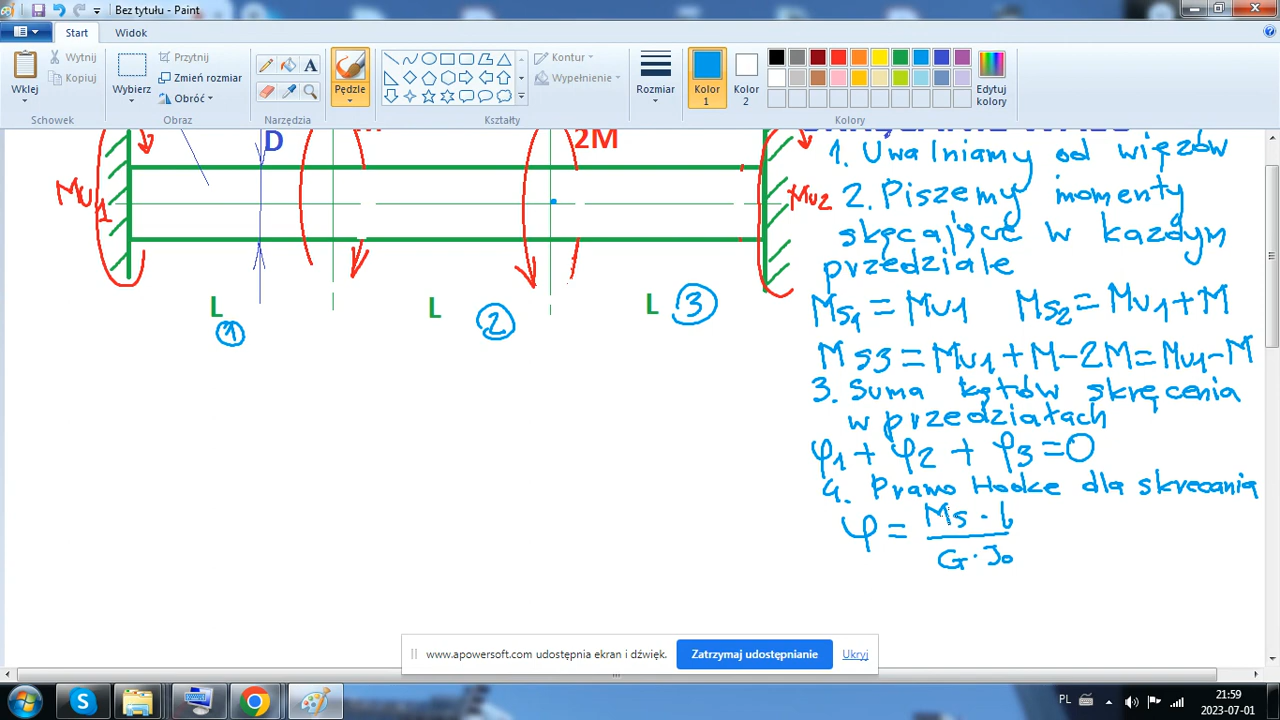 Bez tytułu - Paint
Start
Widok
Wklej
Wytnij
Kopiuj
Schowek
Wybierz
Przytnij
Zmień rozmiar
Obróć
Obraz
Narzędzia
Pędzle
Kształty
Kontur
Wypełnienie
Rozmiar
Kolor 1
Kolor 2
Edytuj kolory
Kolory
D
2M
Mu1
Mu2
L
1
L
2
L
3
1. Uwalniamy od więzów
2. Piszemy momenty
skęcające w każdym
przedziale
Ms1 = Mu1 Ms2 = Mu1 + M
Ms3 = Mu1 + M - 2M = Mu1 - M
3. Suma kątów skręcenia
w przedziałach
φ1 + φ2 + φ3 = 0
4. Prawo Hooke dla skrecania
φ = Ms · l / G · Jo
www.apowersoft.com udostępnia ekran i dźwięk.
Zatrzymaj udostępnianie
Ukryj
PL
21:59
2023-07-01